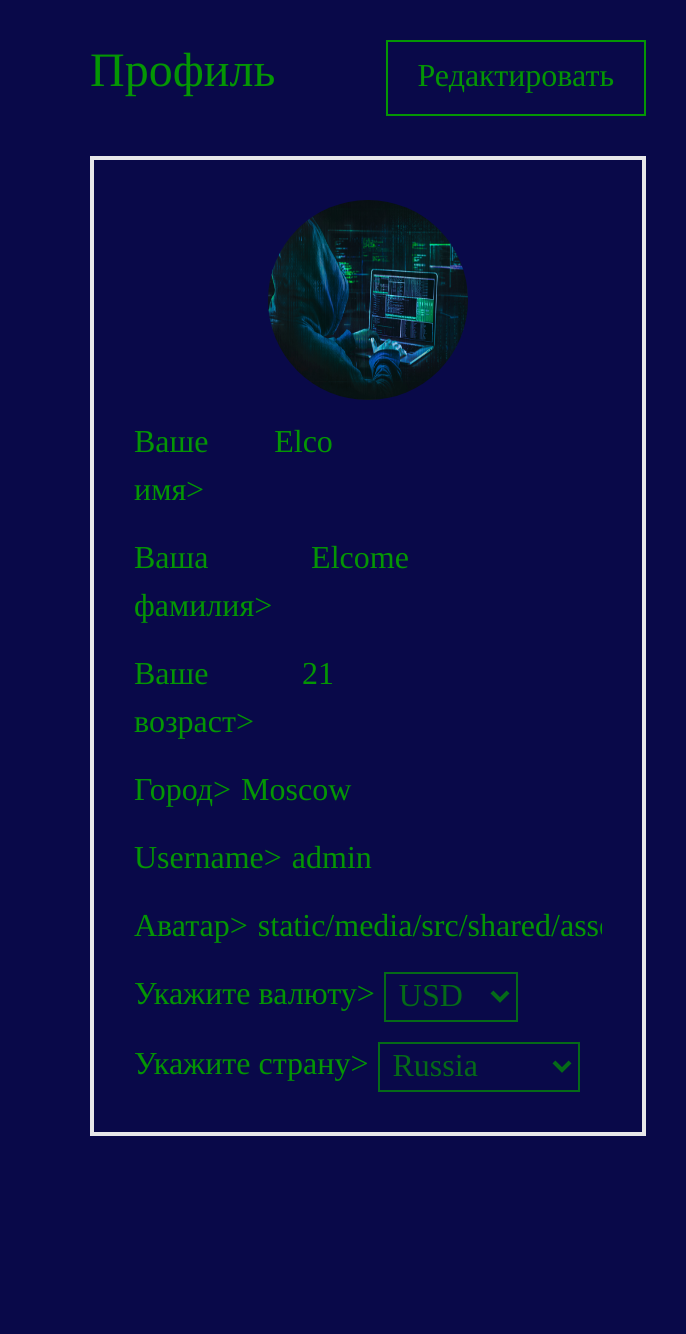 Профиль
Редактировать
Ваше Elco
имя>
Ваша Elcome
фамилия>
Ваше 21
возраст>
Город> Moscow
Username> admin
Аватар> static/media/src/shared/ass
Укажите валюту> USD
Укажите страну> Russia